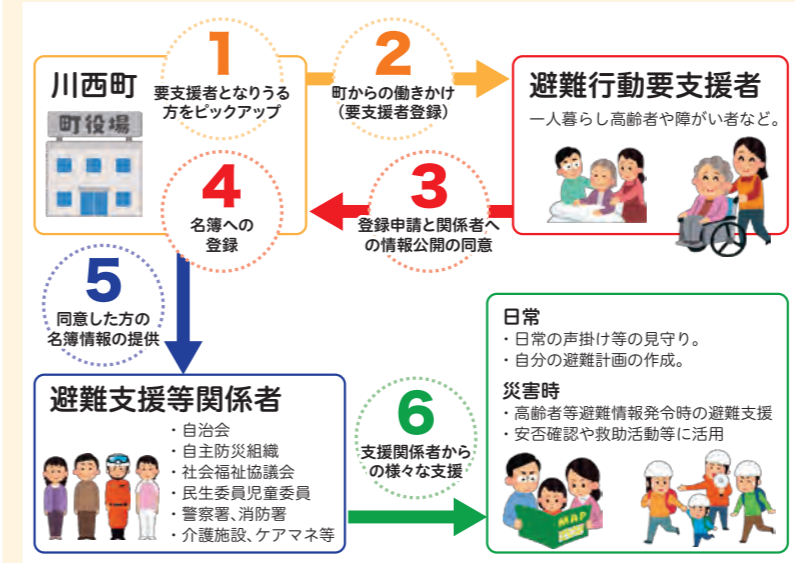 川西町
町役場
1
要支援者となりうる
方をピックアップ
2
町からの働きかけ
（要支援者登録）
避難行動要支援者
一人暮らし高齢者や障がい者など。
3
登録申請と関係者へ
の情報公開の同意
4
名簿への
登録
5
同意した方の
名簿情報の提供
避難支援等関係者
・自治会
・自主防災組織
・社会福祉協議会
・民生委員児童委員
・警察署、消防署
・介護施設、ケアマネ等
6
支援関係者から
の様々な支援
日常
・日常の声掛け等の見守り。
・自分の避難計画の作成。
災害時
・高齢者等避難情報発令時の避難支援
・安否確認や救助活動等に活用
MAP